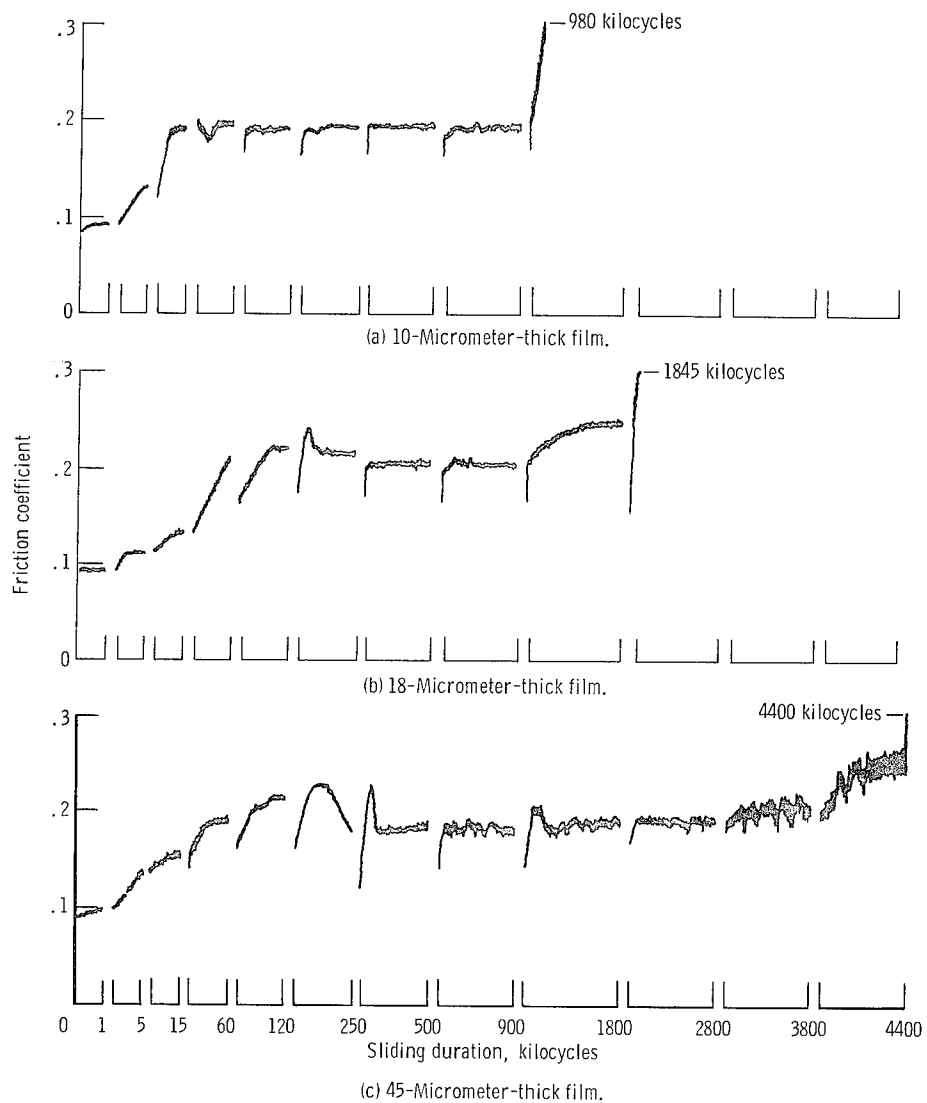 .3
980 kilocycles
.2
.1
0
(a) 10-Micrometer-thick film.
.3
1845 kilocycles
.2
.1
0
(b) 18-Micrometer-thick film.
Friction coefficient
.3
4400 kilocycles
.2
.1
0 1 5 15 60 120 250 500 900 1800 2800 3800 4400
Sliding duration, kilocycles
(c) 45-Micrometer-thick film.